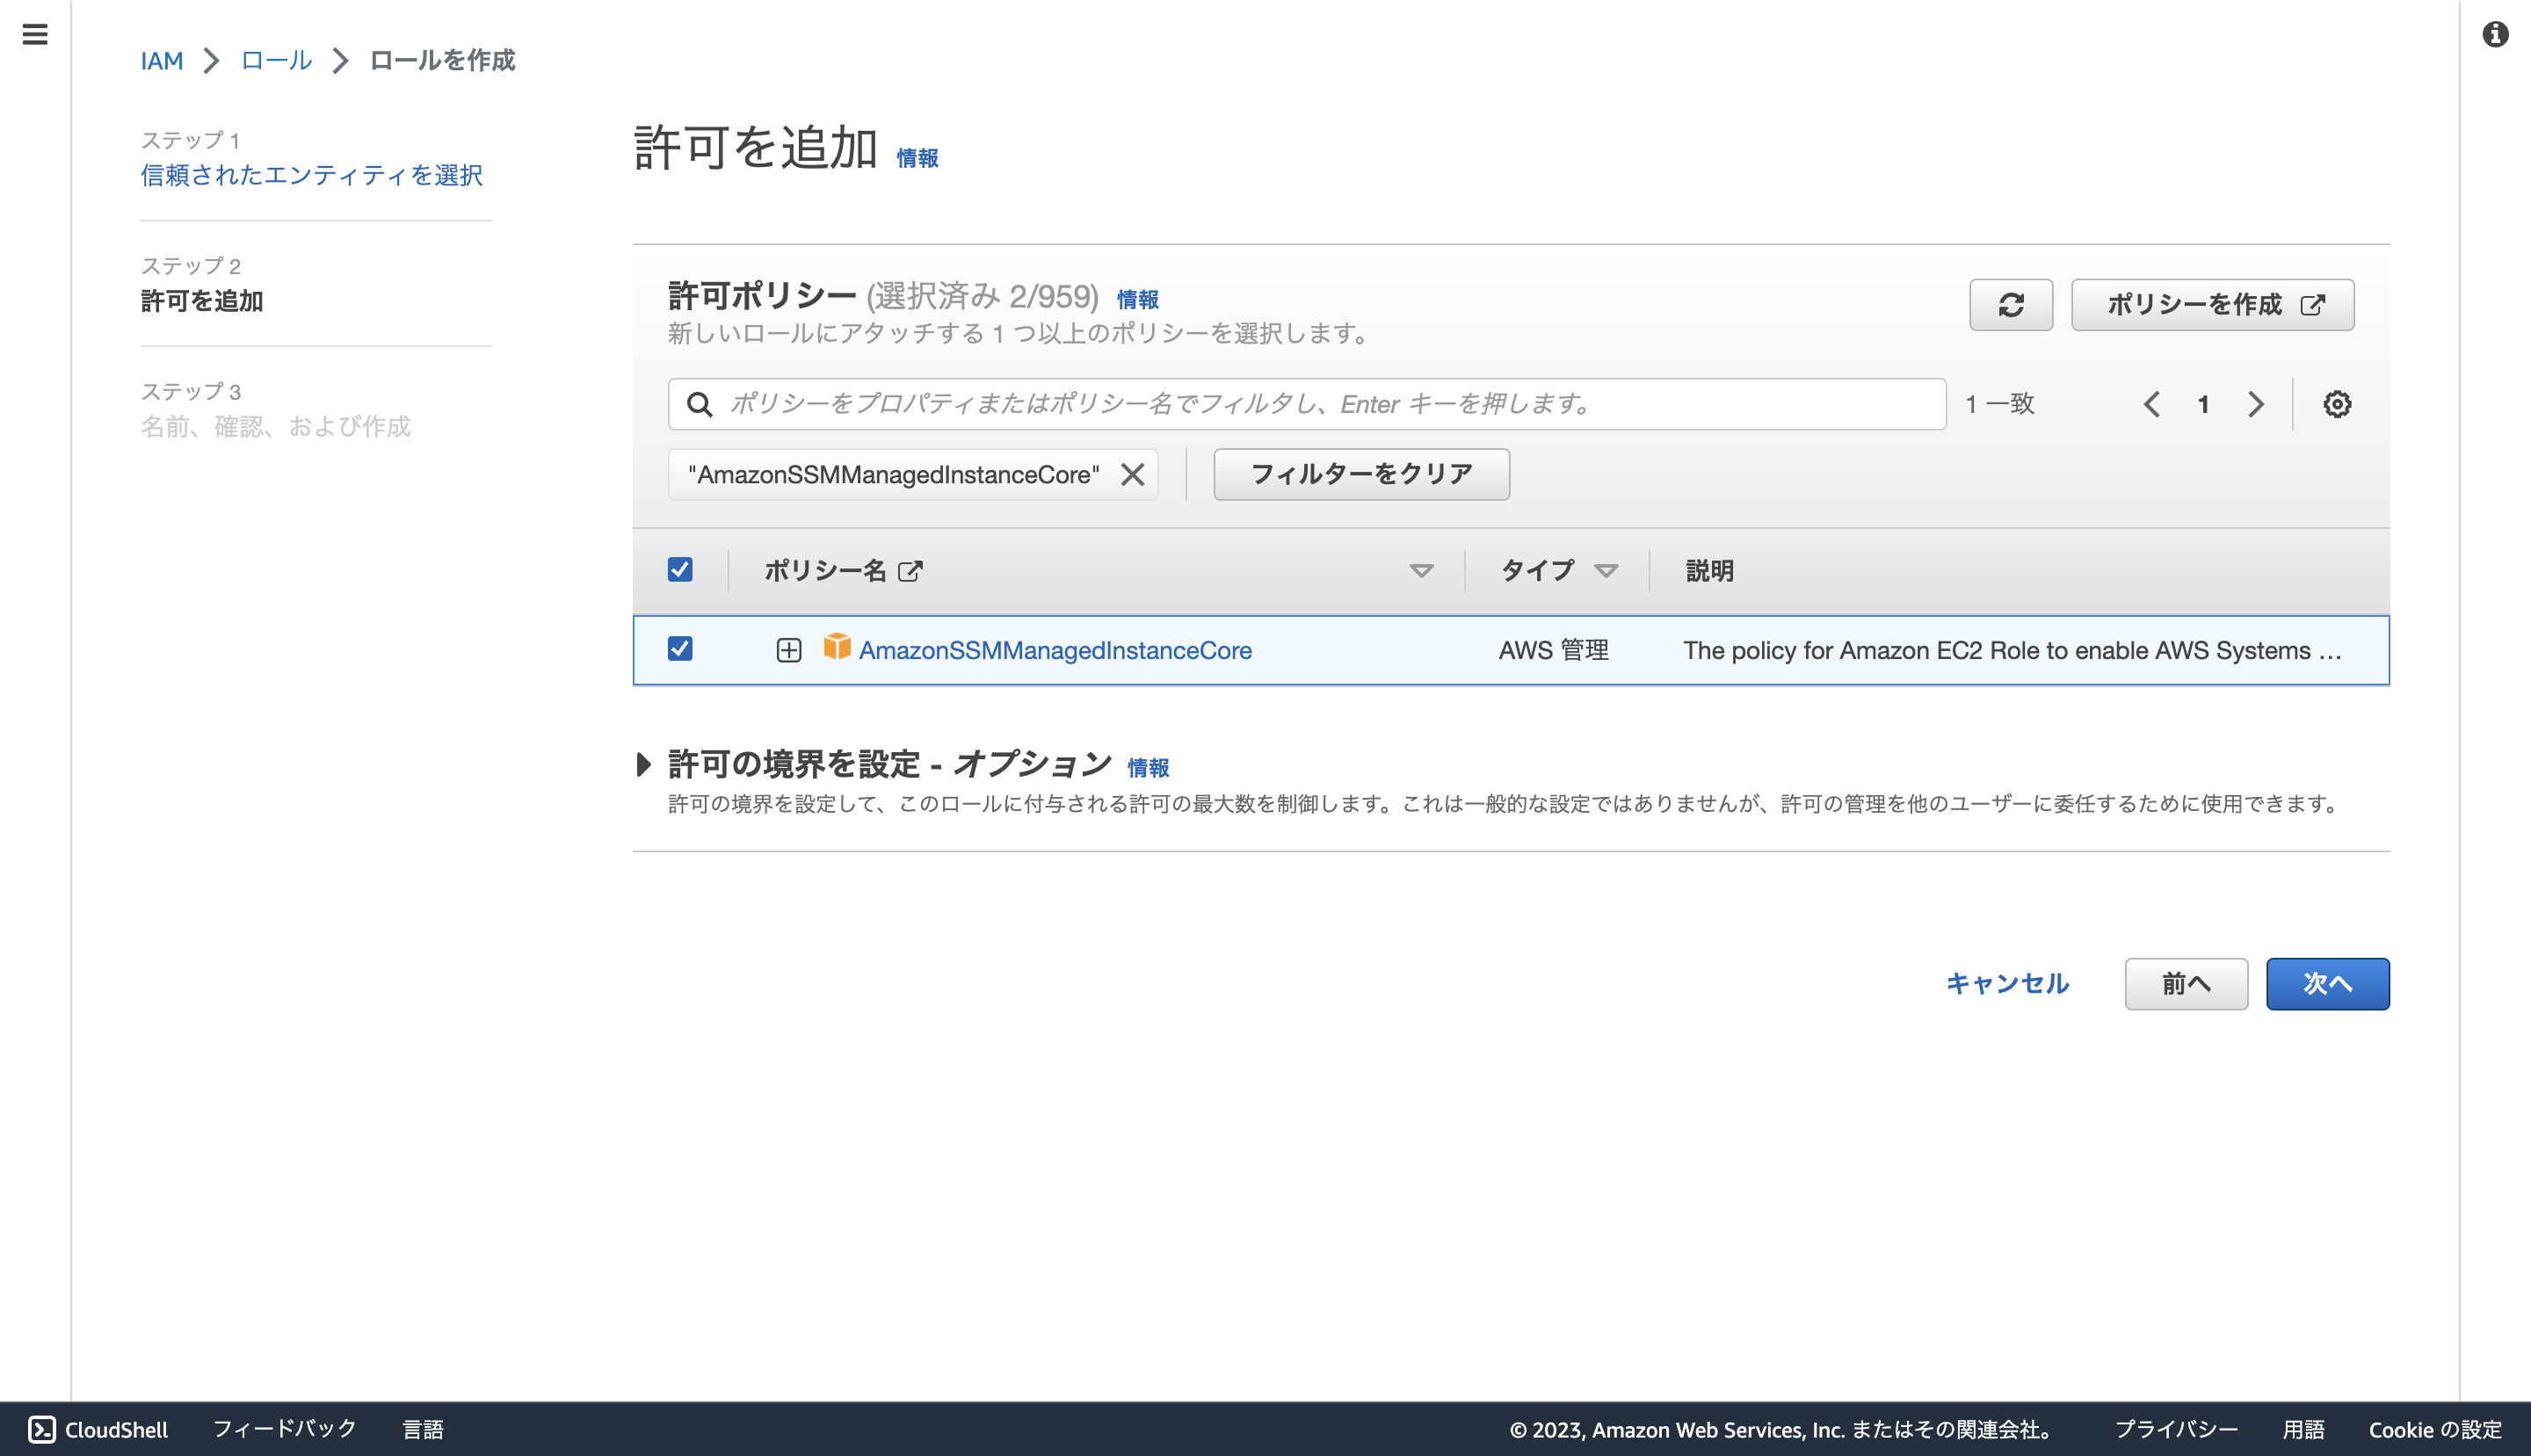 IAM
ロール
ロールを作成
ステップ 1
信頼されたエンティティを選択
ステップ 2
許可を追加
ステップ 3
名前、確認、および作成
許可を追加 情報
許可ポリシー (選択済み 2/959) 情報
新しいロールにアタッチする 1 つ以上のポリシーを選択します。
ポリシーを作成
ポリシーをプロパティまたはポリシー名でフィルタし、Enter キーを押します。
1 一致
1
"AmazonSSMManagedInstanceCore"
フィルターをクリア
ポリシー名
タイプ
説明
AmazonSSMManagedInstanceCore
AWS 管理
The policy for Amazon EC2 Role to enable AWS Systems …
許可の境界を設定 - オプション 情報
許可の境界を設定して、このロールに付与される許可の最大数を制御します。これは一般的な設定ではありませんが、許可の管理を他のユーザーに委任するために使用できます。
キャンセル
前へ
次へ
CloudShell
フィードバック
言語
© 2023, Amazon Web Services, Inc. またはその関連会社。
プライバシー
用語
Cookie の設定